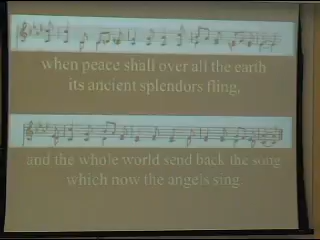 when peace shall over all the earth
its ancient splendors fling,
and the whole world send back the song
which now the angels sing.